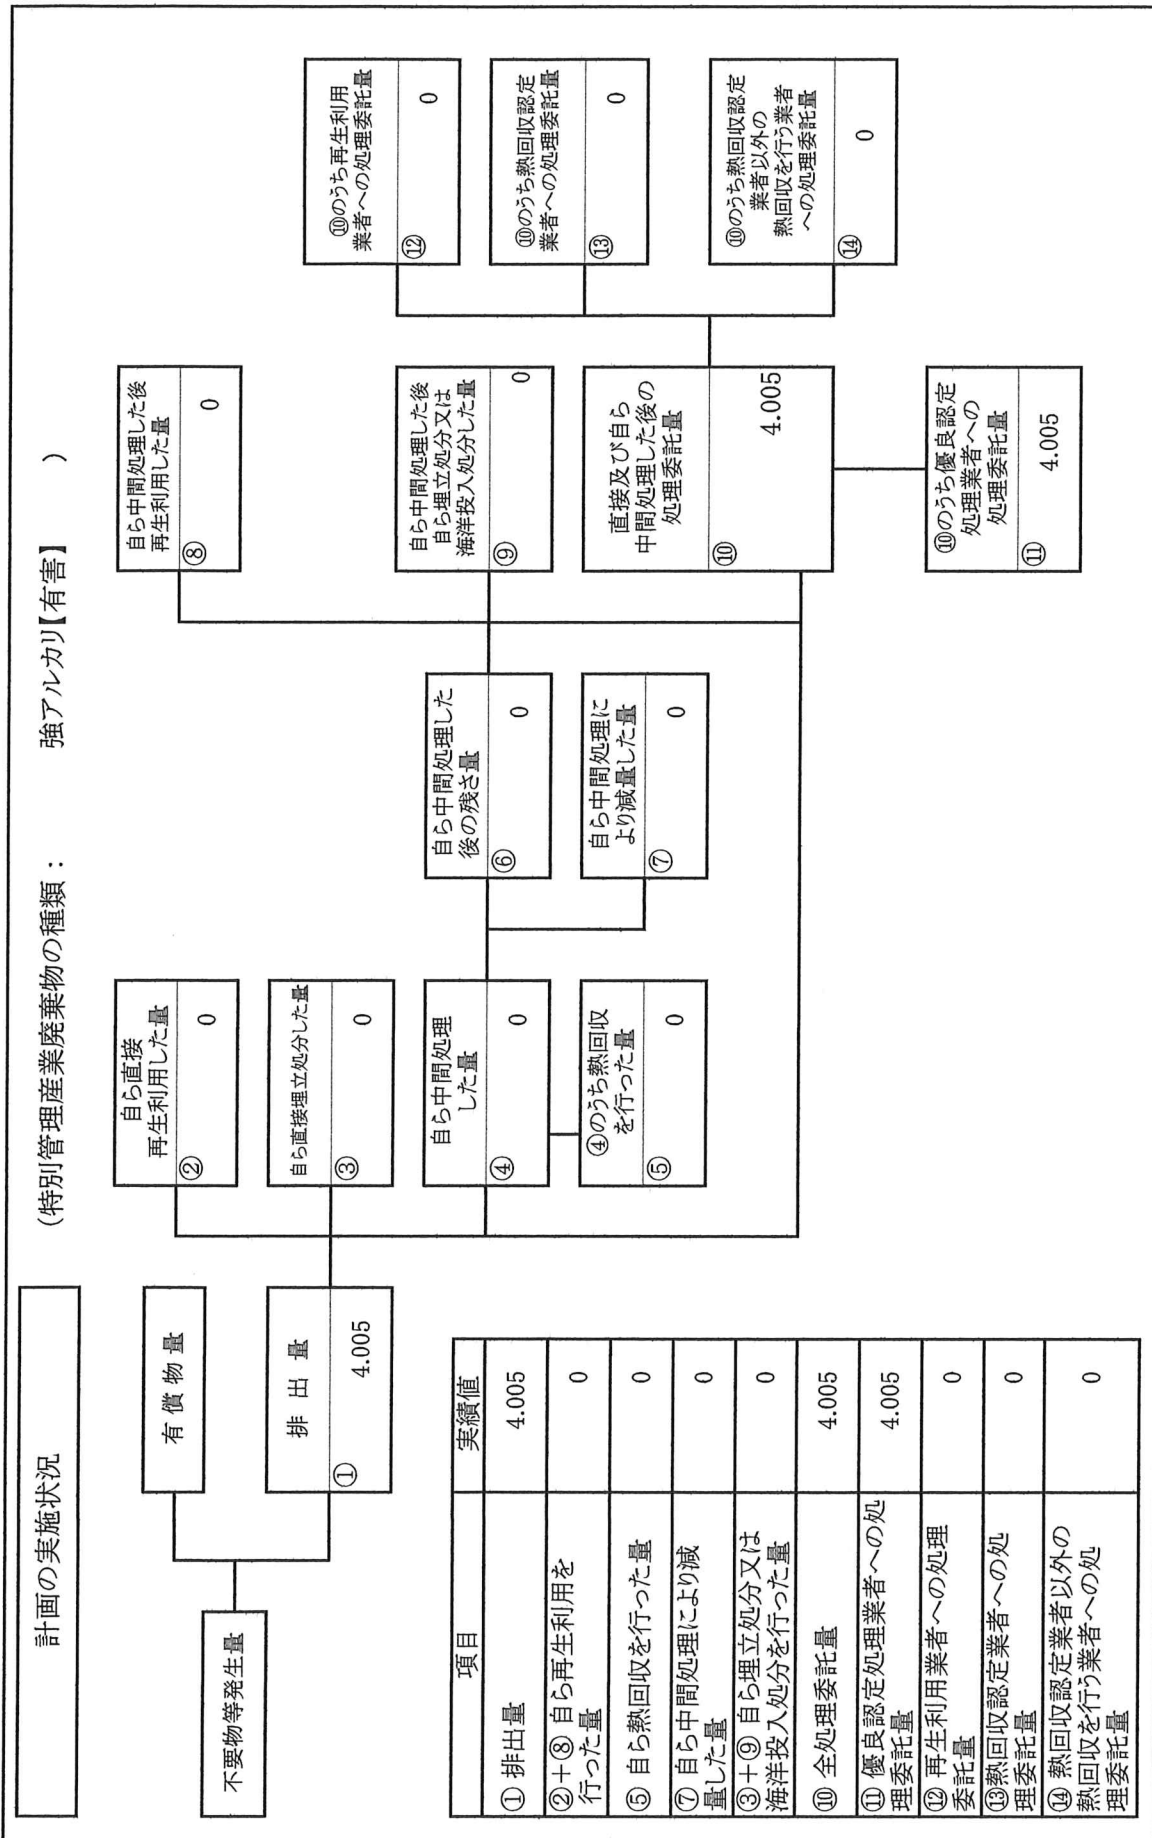 計画の実施状況
(特別管理産業廃棄物の種類： 強アルカリ【有害】 )
不要物等発生量
有償物量
排出量
① 4.005
自ら直接
再生利用した量
② 0
自ら直接埋立処分した量
③ 0
自ら中間処理
した量
④ 0
④のうち熱回収
を行った量
⑤ 0
自ら中間処理した
後の残さ量
⑥ 0
自ら中間処理に
より減量した量
⑦ 0
自ら中間処理した後
再生利用した量
⑧ 0
自ら中間処理した後
自ら埋立処分又は
海洋投入処分した量
⑨ 0
直接及び自ら
中間処理した後の
処理委託量
⑩ 4.005
⑩のうち優良認定
処理業者への
処理委託量
⑪ 4.005
⑩のうち再生利用
業者への処理委託量
⑫ 0
⑩のうち熱回収認定
業者への処理委託量
⑬ 0
⑩のうち熱回収認定
業者以外の
熱回収を行う業者
への処理委託量
⑭ 0
項目 実績値
① 排出量 4.005
②＋⑧ 自ら再生利用を
行った量 0
⑤ 自ら熱回収を行った量 0
⑦ 自ら中間処理により減
量した量 0
③＋⑨ 自ら埋立処分又は
海洋投入処分を行った量 0
⑩ 全処理委託量 4.005
⑪ 優良認定処理業者への処
理委託量 4.005
⑫ 再生利用業者への処理
委託量 0
⑬熱回収認定業者への処
理委託量 0
⑭ 熱回収認定業者以外の
熱回収を行う業者への処
理委託量 0